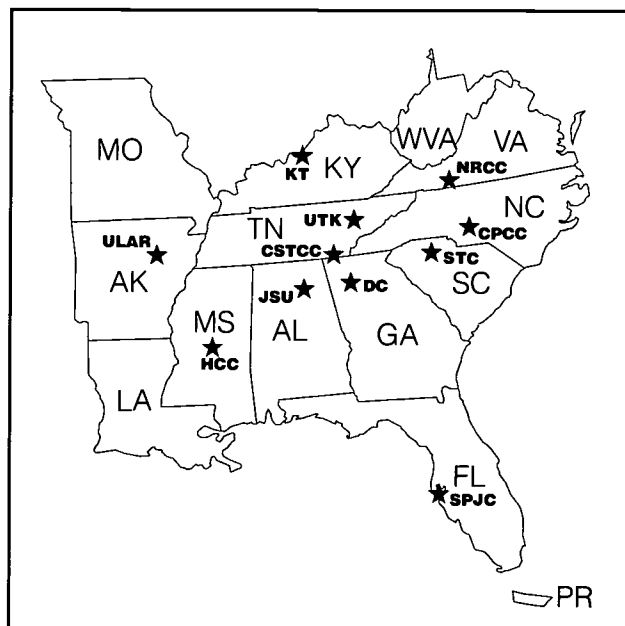 MO
WVA
VA
KT
KY
NRCC
TN
UTK
NC
CPCC
ULAR
CSTCC
STC
AK
JSU
DC
SC
MS
AL
GA
HCC
LA
FL
SPJC
PR